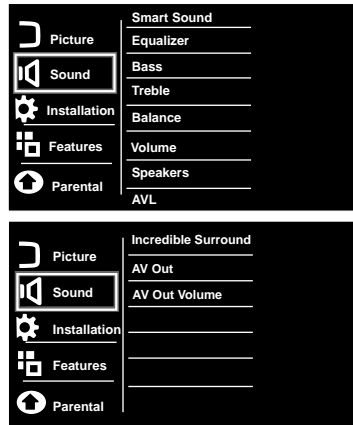 Picture
Sound
Installation
Features
Parental
Smart Sound
Equalizer
Bass
Treble
Balance
Volume
Speakers
AVL
Picture
Sound
Installation
Features
Parental
Incredible Surround
AV Out
AV Out Volume